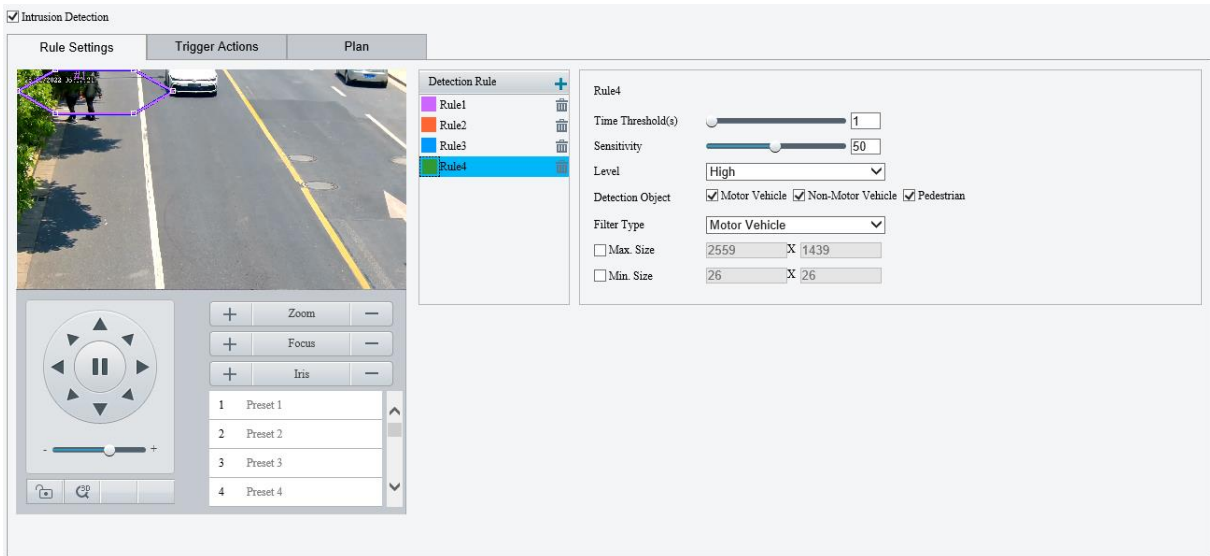 Intrusion Detection
Rule Settings
Trigger Actions
Plan
Detection Rule
Rule1
Rule2
Rule3
Rule4
Rule4
Time Threshold(s) 1
Sensitivity 50
Level High
Detection Object Motor Vehicle Non-Motor Vehicle Pedestrian
Filter Type Motor Vehicle
Max. Size 2559 X 1439
Min. Size 26 X 26
+ Zoom −
+ Focus −
+ Iris −
1 Preset 1
2 Preset 2
3 Preset 3
4 Preset 4
- +
3D